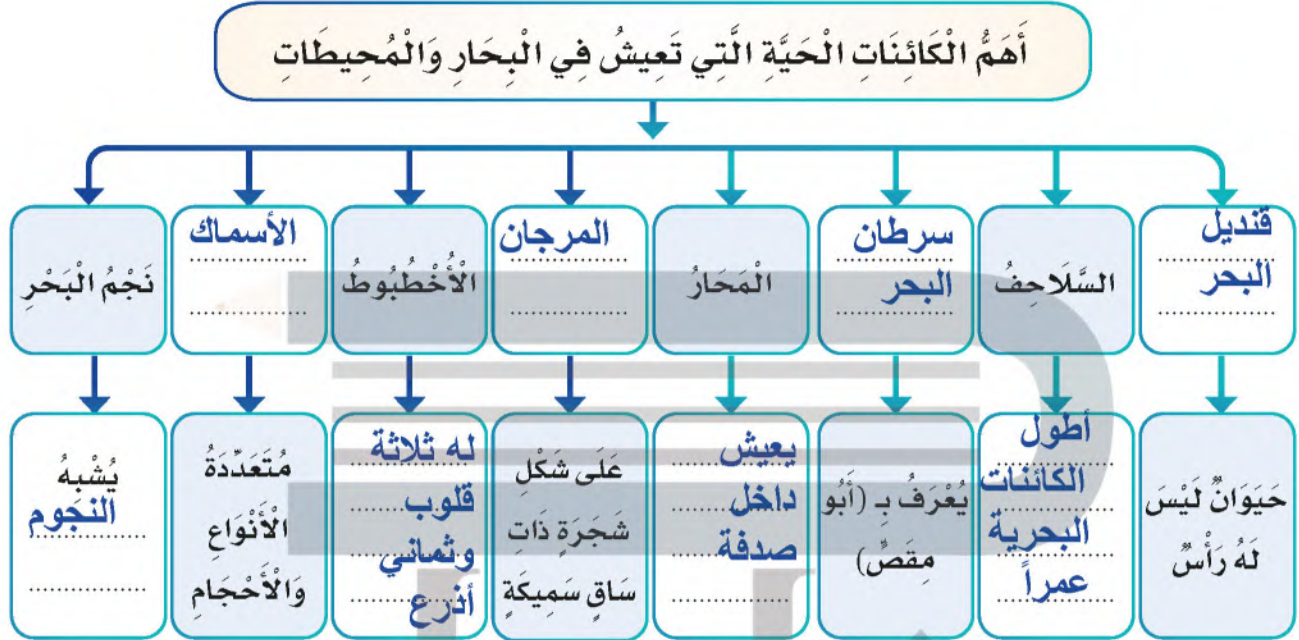 أَهَمُّ الْكَائِنَاتِ الْحَيَّةِ الَّتِي تَعِيشُ فِي الْبِحَارِ وَالْمُحِيطَاتِ
قنديل
البحر
السَّلَاحِفُ
سرطان
البحر
الْمَحَارُ
المرجان
الْأُخْطُبُوطُ
الأسماك
نَجْمُ الْبَحْرِ
حَيَوَانٌ لَيْسَ
لَهُ رَأْسٌ
أطول
الكائنات
البحرية
عمراً
يُعْرَفُ بِـ (أَبُو
مِقَصٍّ)
يعيش
داخل
صدفة
عَلَى شَكْلِ
شَجَرَةٍ ذَاتِ
سَاقٍ سَمِيكَةٍ
له ثلاثة
قلوب
وثماني
أذرع
مُتَعَدِّدَةُ
الْأَنْوَاعِ
وَالْأَحْجَامِ
يُشْبِهُ
النجوم